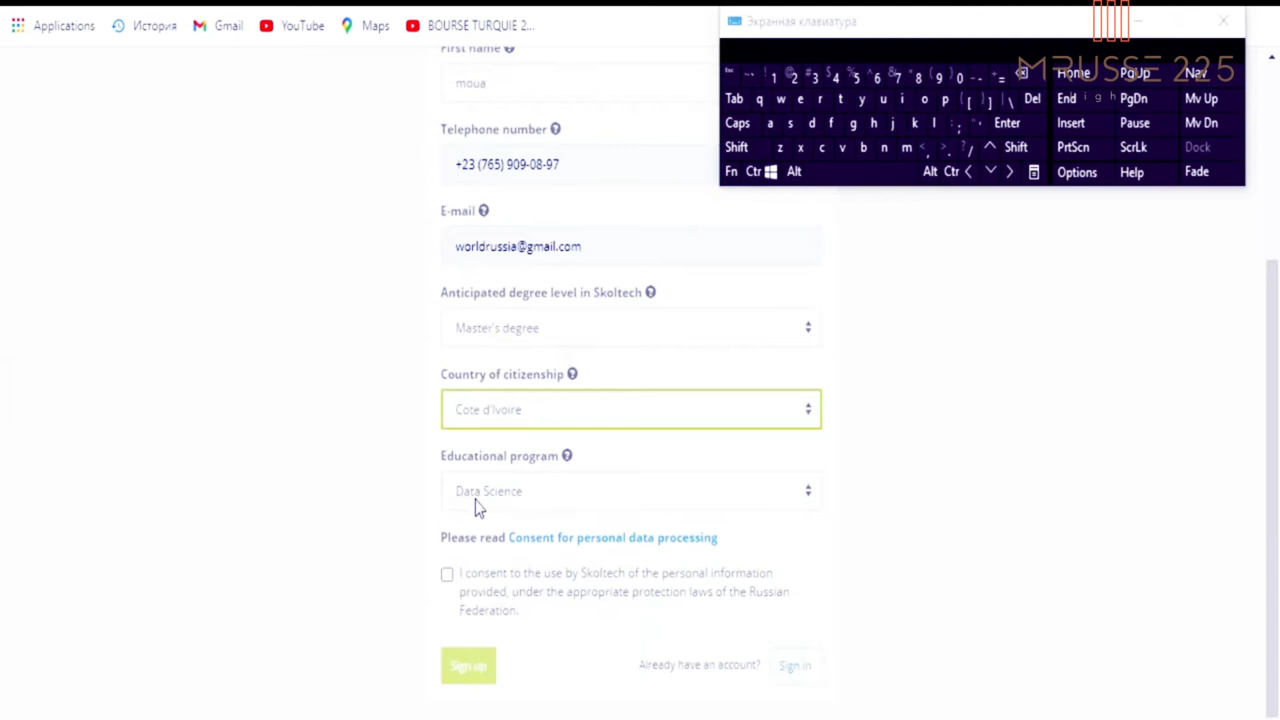 Applications История Gmail YouTube Maps BOURSE TURQUIE 2...
Экранная клавиатура
MRUSSE 225
Home PgUp Nav
Tab q w e r t y u i o p Del End PgDn Mv Up
Caps a s d f g h j k l Enter Insert Pause Mv Dn
Shift z x c v b n m Shift PrtScn ScrLk Dock
Fn Ctr Alt Alt Ctr Options Help Fade
First name
moua
Telephone number
+23 (765) 909-08-97
E-mail
worldrussia@gmail.com
Anticipated degree level in Skoltech
Master's degree
Country of citizenship
Cote d'Ivoire
Educational program
Data Science
Please read Consent for personal data processing
I consent to the use by Skoltech of the personal information
provided, under the appropriate protection laws of the Russian
Federation.
Sign up Already have an account? Sign in